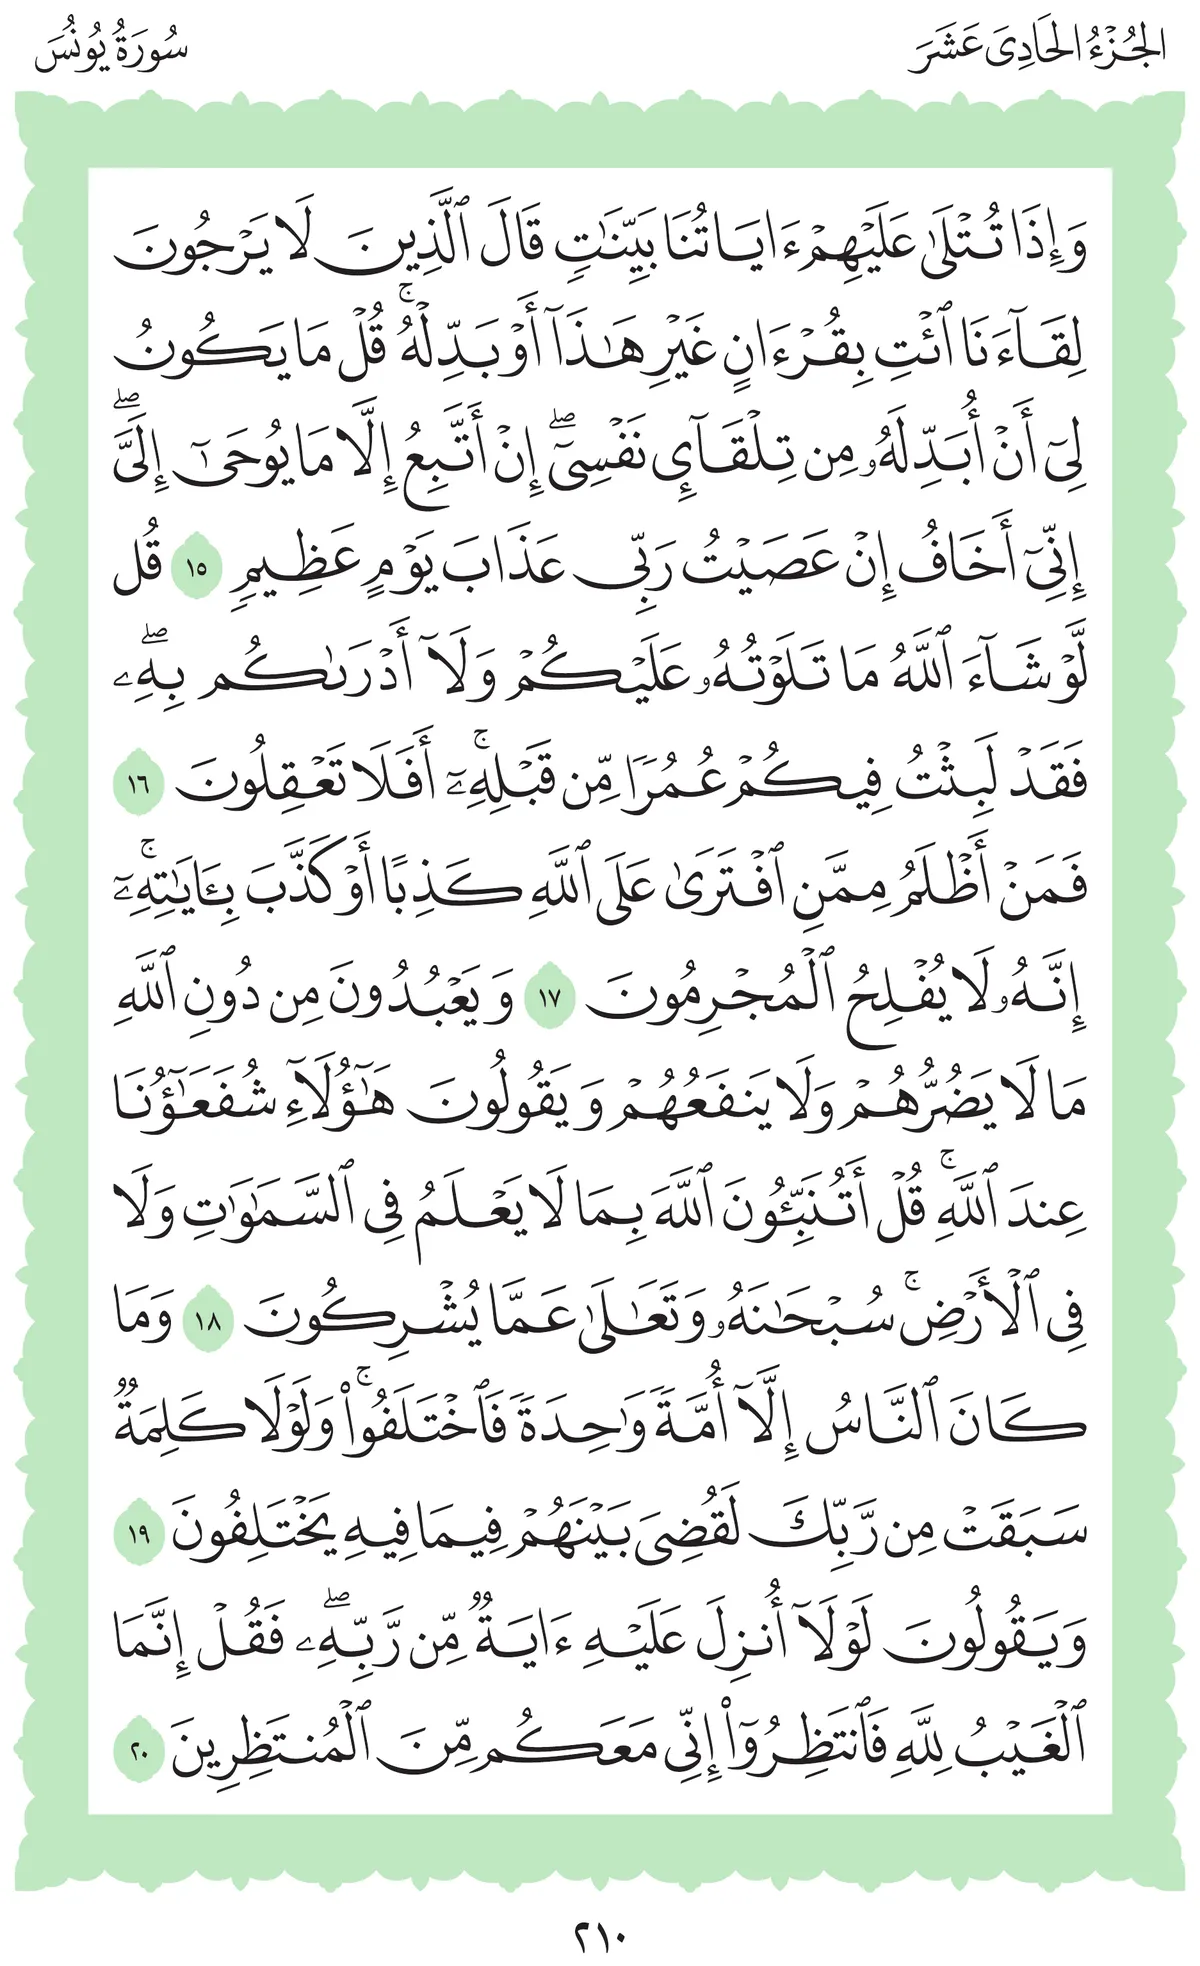 الجُزْءُ الحَادِىَ عَشَرَ
سُورَةُ يُونُسَ
وَإِذَا تُتْلَىٰ عَلَيْهِمْ ءَايَاتُنَا بَيِّنَٰتٍ قَالَ ٱلَّذِينَ لَا يَرْجُونَ
لِقَآءَنَا ٱئْتِ بِقُرْءَانٍ غَيْرِ هَٰذَآ أَوْ بَدِّلْهُۚ قُلْ مَا يَكُونُ
لِىٓ أَنْ أُبَدِّلَهُۥ مِن تِلْقَآئِ نَفْسِىٓۖ إِنْ أَتَّبِعُ إِلَّا مَا يُوحَىٰٓ إِلَىَّۖ
إِنِّىٓ أَخَافُ إِنْ عَصَيْتُ رَبِّى عَذَابَ يَوْمٍ عَظِيمٍ ١٥ قُل
لَّوْ شَآءَ ٱللَّهُ مَا تَلَوْتُهُۥ عَلَيْكُمْ وَلَآ أَدْرَىٰكُم بِهِۦۖ
فَقَدْ لَبِثْتُ فِيكُمْ عُمُرًا مِّن قَبْلِهِۦٓۚ أَفَلَا تَعْقِلُونَ ١٦
فَمَنْ أَظْلَمُ مِمَّنِ ٱفْتَرَىٰ عَلَى ٱللَّهِ كَذِبًا أَوْ كَذَّبَ بِـَٔايَٰتِهِۦٓۚ
إِنَّهُۥ لَا يُفْلِحُ ٱلْمُجْرِمُونَ ١٧ وَيَعْبُدُونَ مِن دُونِ ٱللَّهِ
مَا لَا يَضُرُّهُمْ وَلَا يَنفَعُهُمْ وَيَقُولُونَ هَٰٓؤُلَآءِ شُفَعَٰٓؤُنَا
عِندَ ٱللَّهِۚ قُلْ أَتُنَبِّـُٔونَ ٱللَّهَ بِمَا لَا يَعْلَمُ فِى ٱلسَّمَٰوَٰتِ وَلَا
فِى ٱلْأَرْضِۚ سُبْحَٰنَهُۥ وَتَعَٰلَىٰ عَمَّا يُشْرِكُونَ ١٨ وَمَا
كَانَ ٱلنَّاسُ إِلَّآ أُمَّةً وَٰحِدَةً فَٱخْتَلَفُوا۟ۚ وَلَوْلَا كَلِمَةٌ
سَبَقَتْ مِن رَّبِّكَ لَقُضِىَ بَيْنَهُمْ فِيمَا فِيهِ يَخْتَلِفُونَ ١٩
وَيَقُولُونَ لَوْلَآ أُنزِلَ عَلَيْهِ ءَايَةٌ مِّن رَّبِّهِۦۖ فَقُلْ إِنَّمَا
ٱلْغَيْبُ لِلَّهِ فَٱنتَظِرُوٓا۟ إِنِّى مَعَكُم مِّنَ ٱلْمُنتَظِرِينَ ٢٠
٢١٠